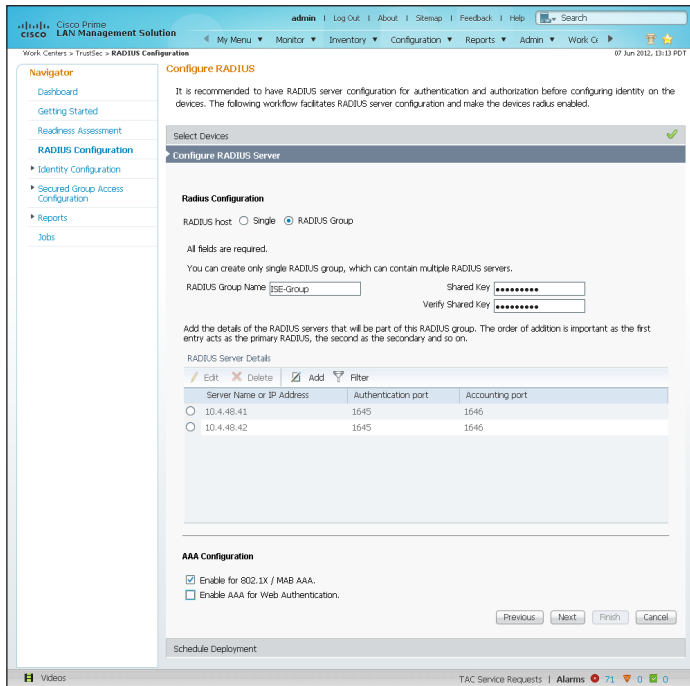 admin | Log Out | About | Sitemap | Feedback | Help Search
cisco Cisco Prime
LAN Management Solution
My Menu Monitor Inventory Configuration Reports Admin Work Ce
Work Centers > TrustSec > RADIUS Configuration
07 Jun 2012, 13:13 PDT
Navigator
Dashboard
Getting Started
Readiness Assessment
RADIUS Configuration
Identity Configuration
Secured Group Access
Configuration
Reports
Jobs
Configure RADIUS
It is recommended to have RADIUS server configuration for authentication and authorization before configuring identity on the
devices. The following workflow facilitates RADIUS server configuration and make the devices radius enabled.
Select Devices
Configure RADIUS Server
Radius Configuration
RADIUS host Single RADIUS Group
All fields are required.
You can create only single RADIUS group, which can contain multiple RADIUS servers.
RADIUS Group Name ISE-Group Shared Key •••••••••
Verify Shared Key •••••••••
Add the details of the RADIUS servers that will be part of this RADIUS group. The order of addition is important as the first
entry acts as the primary RADIUS, the second as the secondary and so on.
RADIUS Server Details
Edit Delete Add Filter
Server Name or IP Address Authentication port Accounting port
10.4.48.41 1645 1646
10.4.48.42 1645 1646
AAA Configuration
Enable for 802.1X / MAB AAA.
Enable AAA for Web Authentication.
Previous Next Finish Cancel
Schedule Deployment
Videos
TAC Service Requests | Alarms 71 0 0